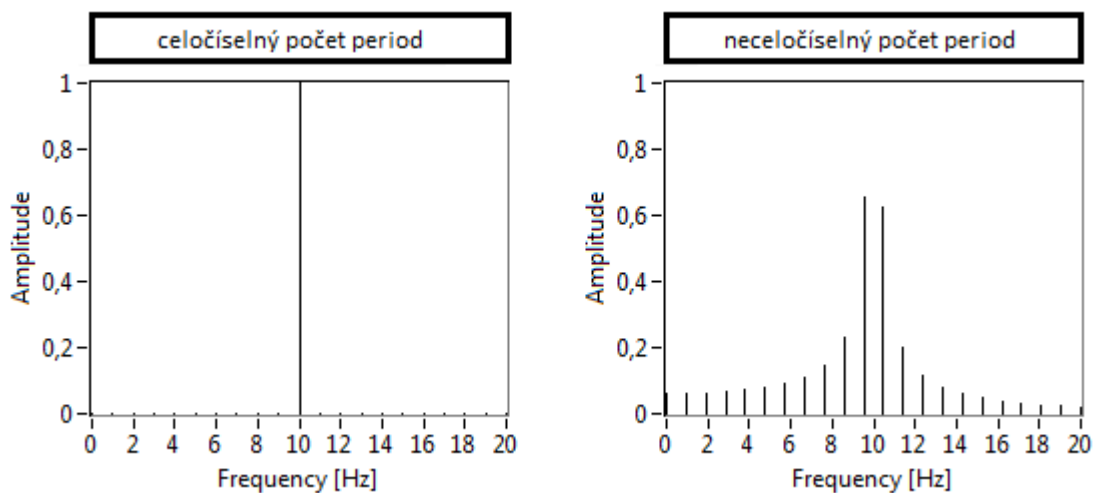 celočíselný počet period
1
0,8
0,6
0,4
0,2
0
Amplitude
0 2 4 6 8 10 12 14 16 18 20
Frequency [Hz]
neceločíselný počet period
1
0,8
0,6
0,4
0,2
0
Amplitude
0 2 4 6 8 10 12 14 16 18 20
Frequency [Hz]